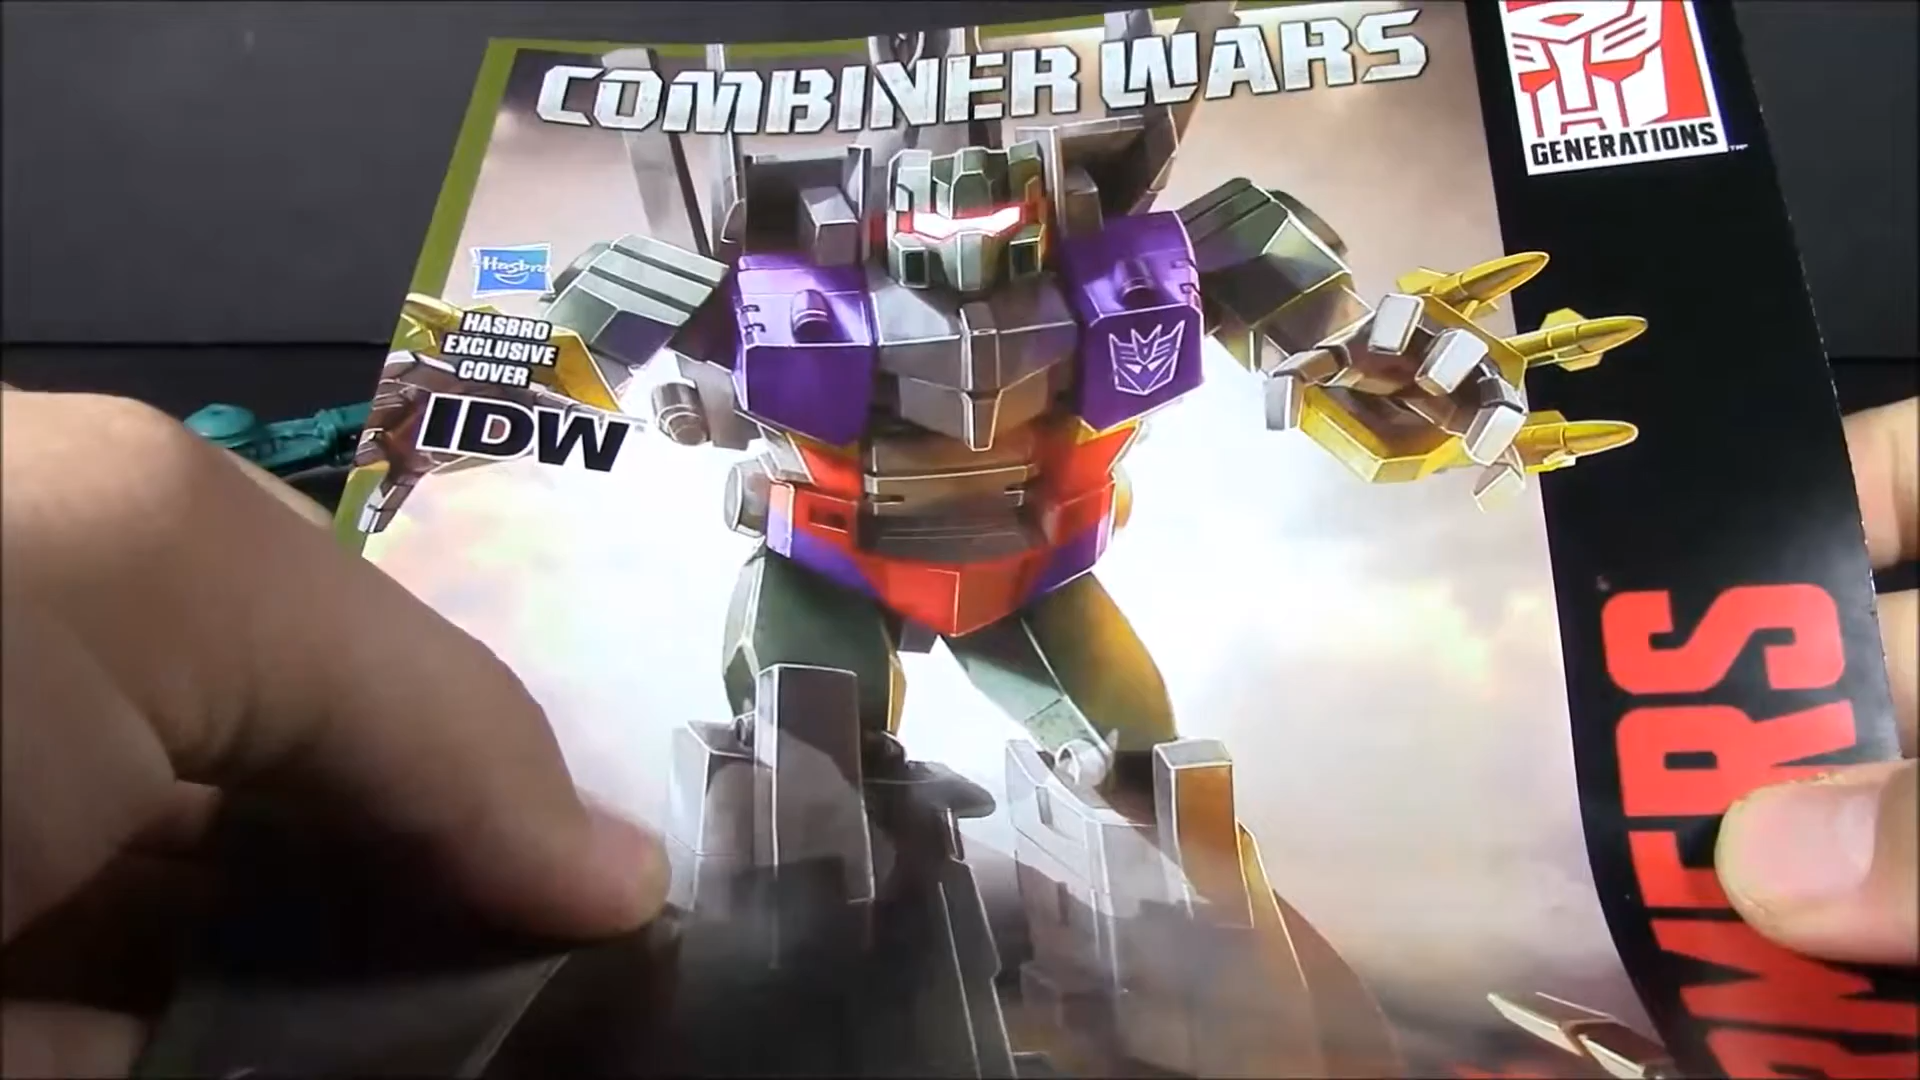 COMBINER WARS
GENERATIONS
Hasbro
HASBRO
EXCLUSIVE
COVER
IDW